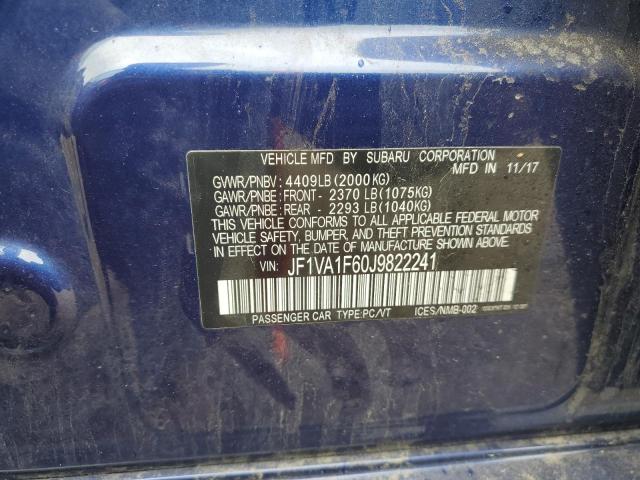 VEHICLE MFD BY SUBARU CORPORATION
GVWR/PNBV : 4409LB(2000KG) MFD IN 11/17
GAWR/PNBE : FRONT - 2370 LB(1075KG)
GAWR/PNBE : REAR - 2293 LB(1040KG)
THIS VEHICLE CONFORMS TO ALL APPLICABLE FEDERAL MOTOR
VEHICLE SAFETY, BUMPER, AND THEFT PREVENTION STANDARDS
IN EFFECT ON THE DATE OF MANUFACTURE SHOWN ABOVE.
VIN: JF1VA1F60J9822241
PASSENGER CAR TYPE:PC/VT ICES/NMB-002